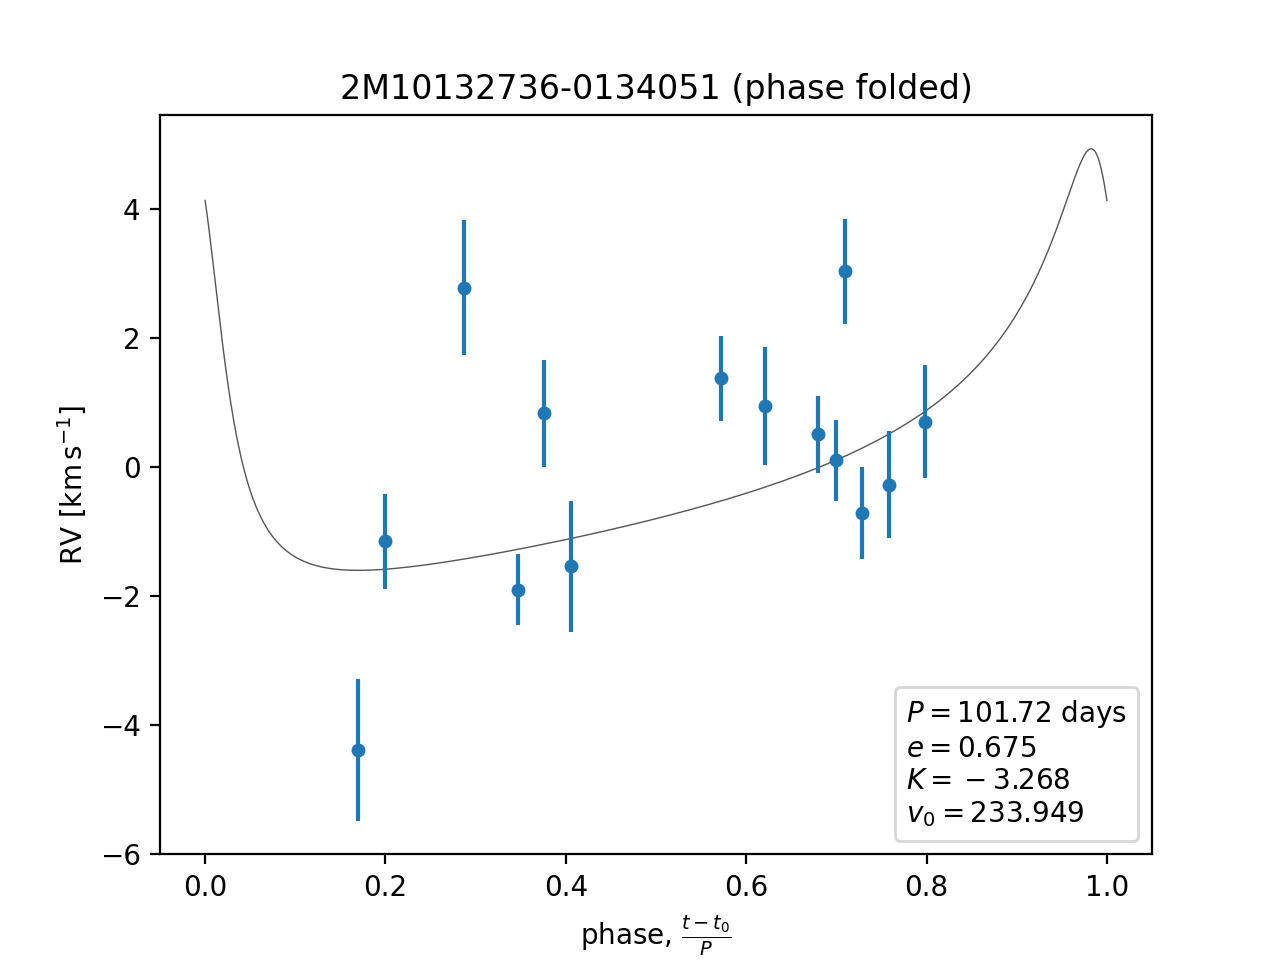 2M10132736-0134051 (phase folded)
RV [km s⁻¹]
4
2
0
−2
−4
−6
P = 101.72 days
e = 0.675
K = −3.268
v₀ = 233.949
0.0 0.2 0.4 0.6 0.8 1.0
phase, (t − t₀)/P